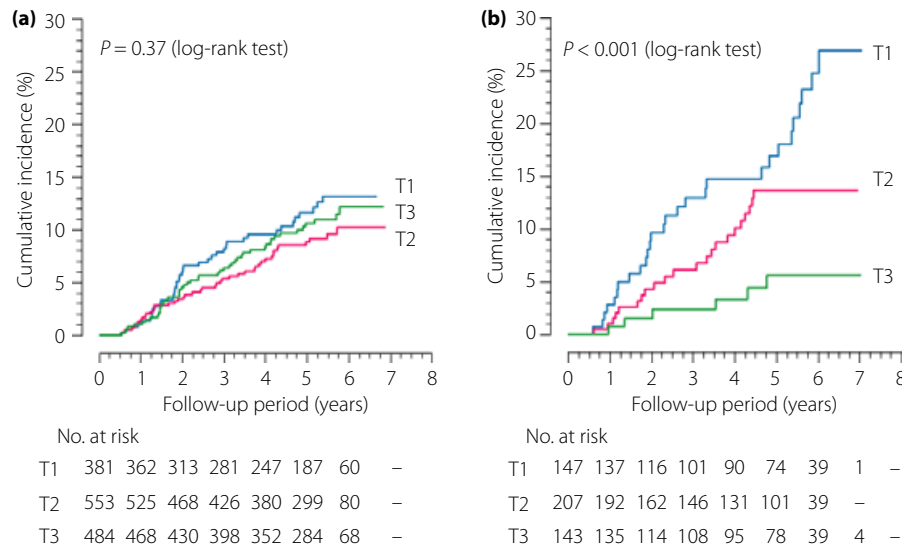 (a)
30
25
20
15
10
5
0
Cumulative incidence (%)
P = 0.37 (log-rank test)
T1
T3
T2
0 1 2 3 4 5 6 7 8
Follow-up period (years)
No. at risk
T1 381 362 313 281 247 187 60 –
T2 553 525 468 426 380 299 80 –
T3 484 468 430 398 352 284 68 –
(b)
30
25
20
15
10
5
0
Cumulative incidence (%)
P < 0.001 (log-rank test)
T1
T2
T3
0 1 2 3 4 5 6 7 8
Follow-up period (years)
No. at risk
T1 147 137 116 101 90 74 39 1 –
T2 207 192 162 146 131 101 39 –
T3 143 135 114 108 95 78 39 4 –